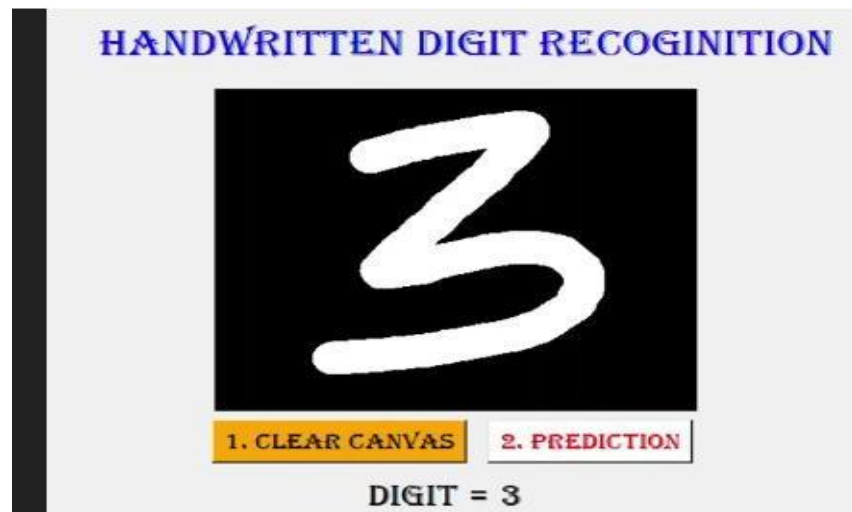 HANDWRITTEN DIGIT RECOGINITION
3
1. CLEAR CANVAS 2. PREDICTION
DIGIT = 3